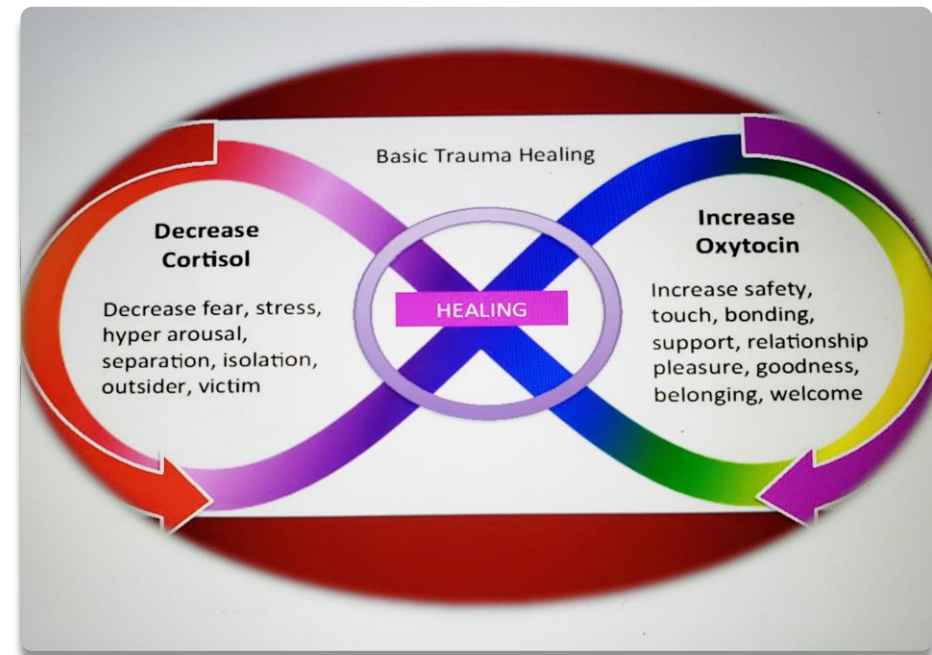 Basic Trauma Healing
Decrease
Cortisol
Decrease fear, stress,
hyper arousal,
separation, isolation,
outsider, victim
HEALING
Increase
Oxytocin
Increase safety,
touch, bonding,
support, relationship
pleasure, goodness,
belonging, welcome